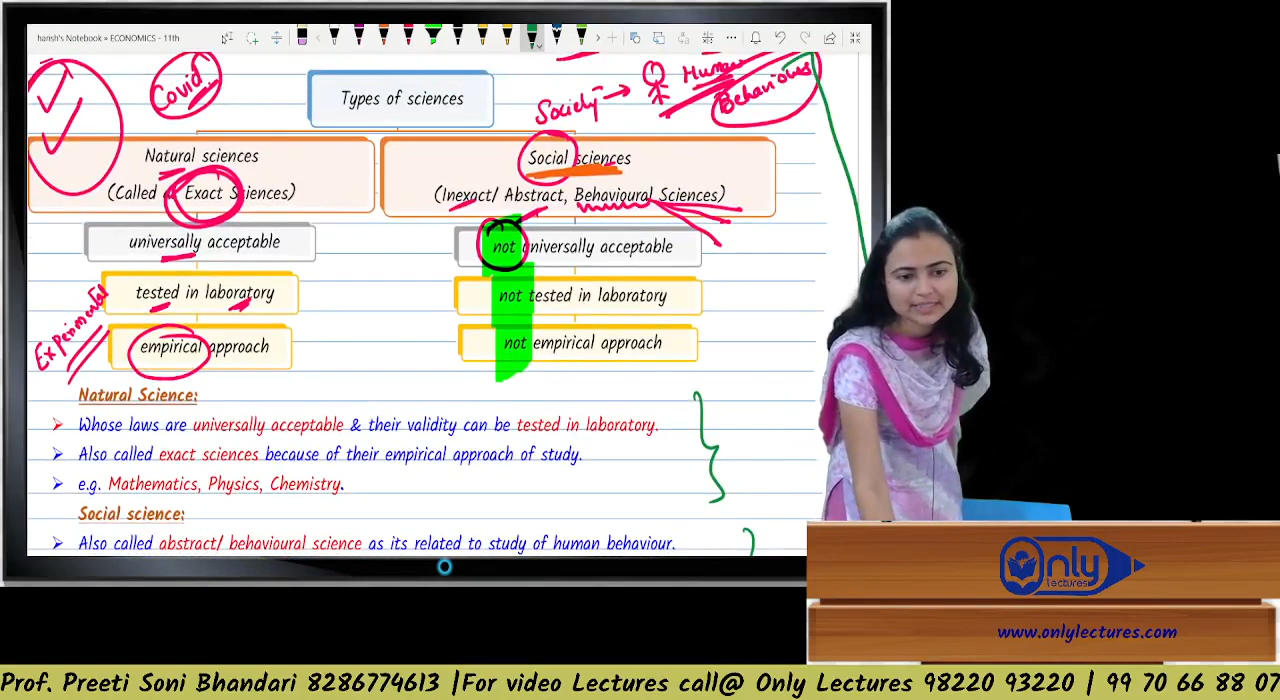 harish's Notebook » ECONOMICS - 11th
Covid
Society → Human
Behaviours
Types of sciences
Natural sciences
(Called Exact Sciences)
Social sciences
(Inexact/ Abstract, Behavioural Sciences)
universally acceptable
not universally acceptable
tested in laboratory
not tested in laboratory
Experimental
empirical approach
not empirical approach
Natural Science:
➢ Whose laws are universally acceptable & their validity can be tested in laboratory.
➢ Also called exact sciences because of their empirical approach of study.
➢ e.g. Mathematics, Physics, Chemistry.
Social science:
➢ Also called abstract/ behavioural science as its related to study of human behaviour.
Only
lectures
www.onlylectures.com
Prof. Preeti Soni Bhandari 8286774613 |For video Lectures call@ Only Lectures 98220 93220 | 99 70 66 88 07